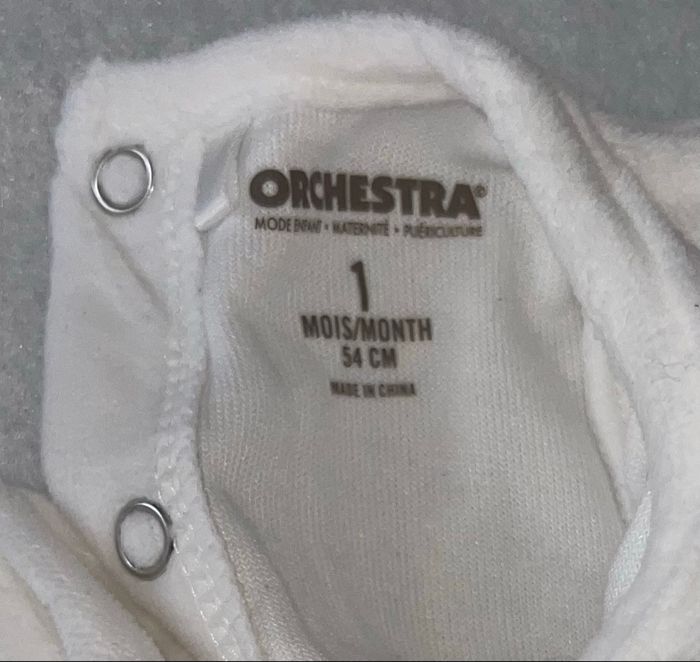 ORCHESTRA®
MODE ENFANT • MATERNITÉ • PUÉRICULTURE
1
MOIS/MONTH
54 CM
MADE IN CHINA